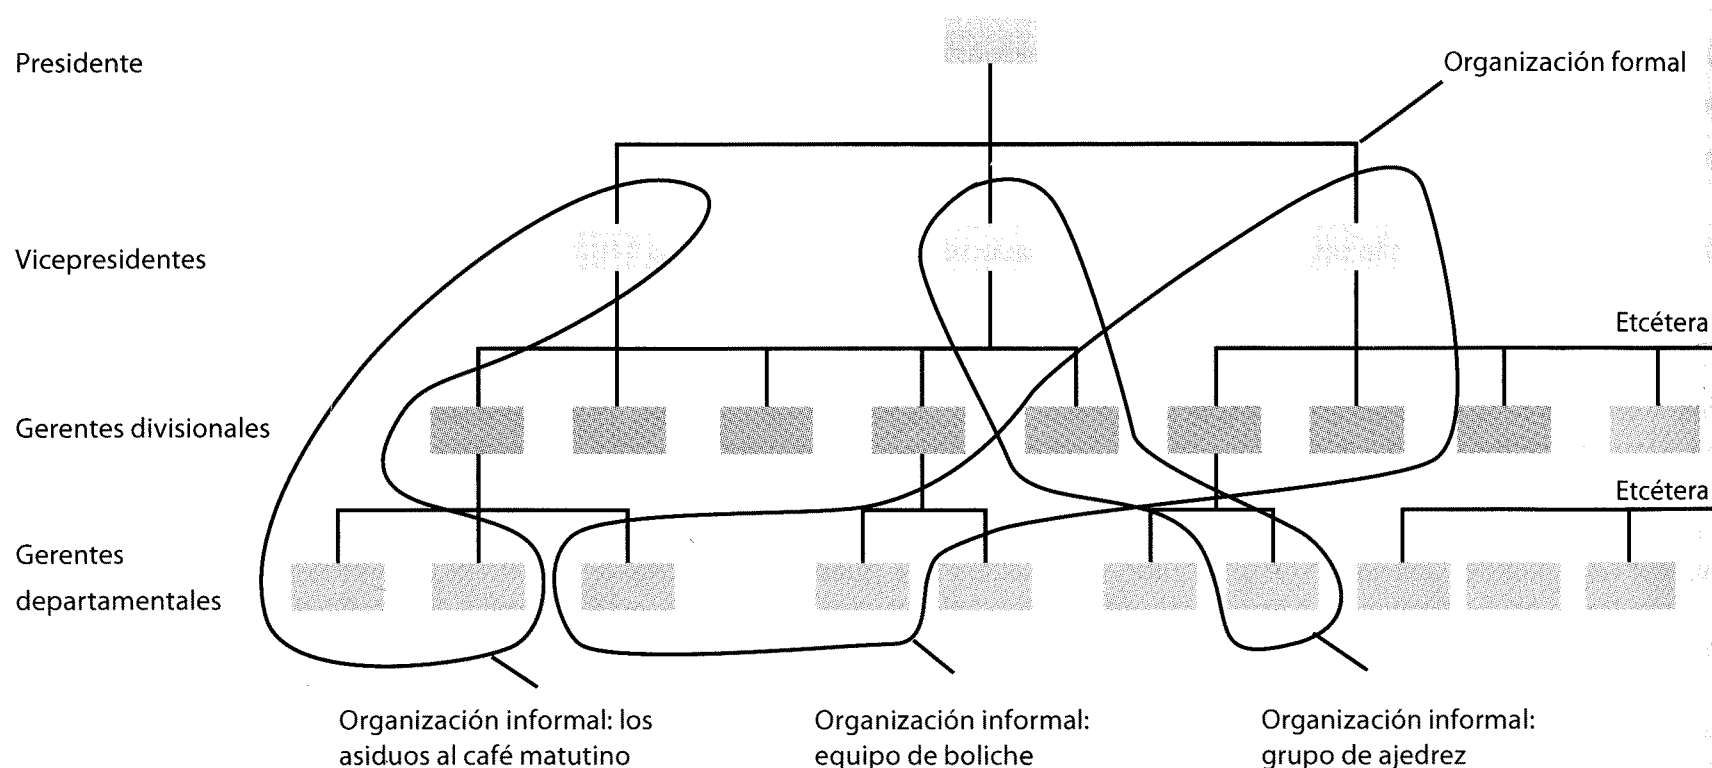 Presidente
Organización formal
Vicepresidentes
Etcétera
Gerentes divisionales
Etcétera
Gerentes
departamentales
Organización informal: los
asiduos al café matutino
Organización informal:
equipo de boliche
Organización informal:
grupo de ajedrez